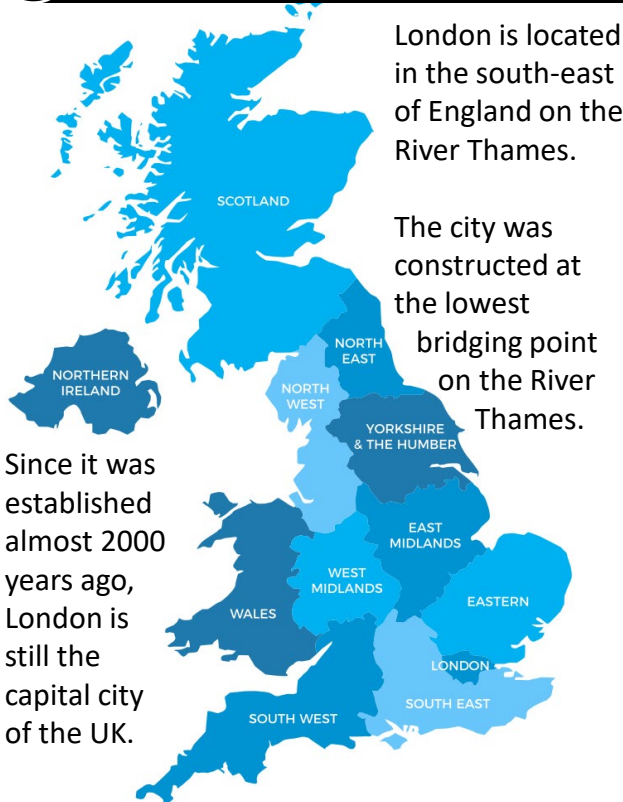 London is located
in the south-east
of England on the
River Thames.
The city was
constructed at
the lowest
bridging point
on the River
Thames.
Since it was
established
almost 2000
years ago,
London is
still the
capital city
of the UK.
SCOTLAND
NORTHERN
IRELAND
NORTH
EAST
NORTH
WEST
YORKSHIRE
& THE HUMBER
EAST
MIDLANDS
WEST
MIDLANDS
WALES
EASTERN
LONDON
SOUTH EAST
SOUTH WEST